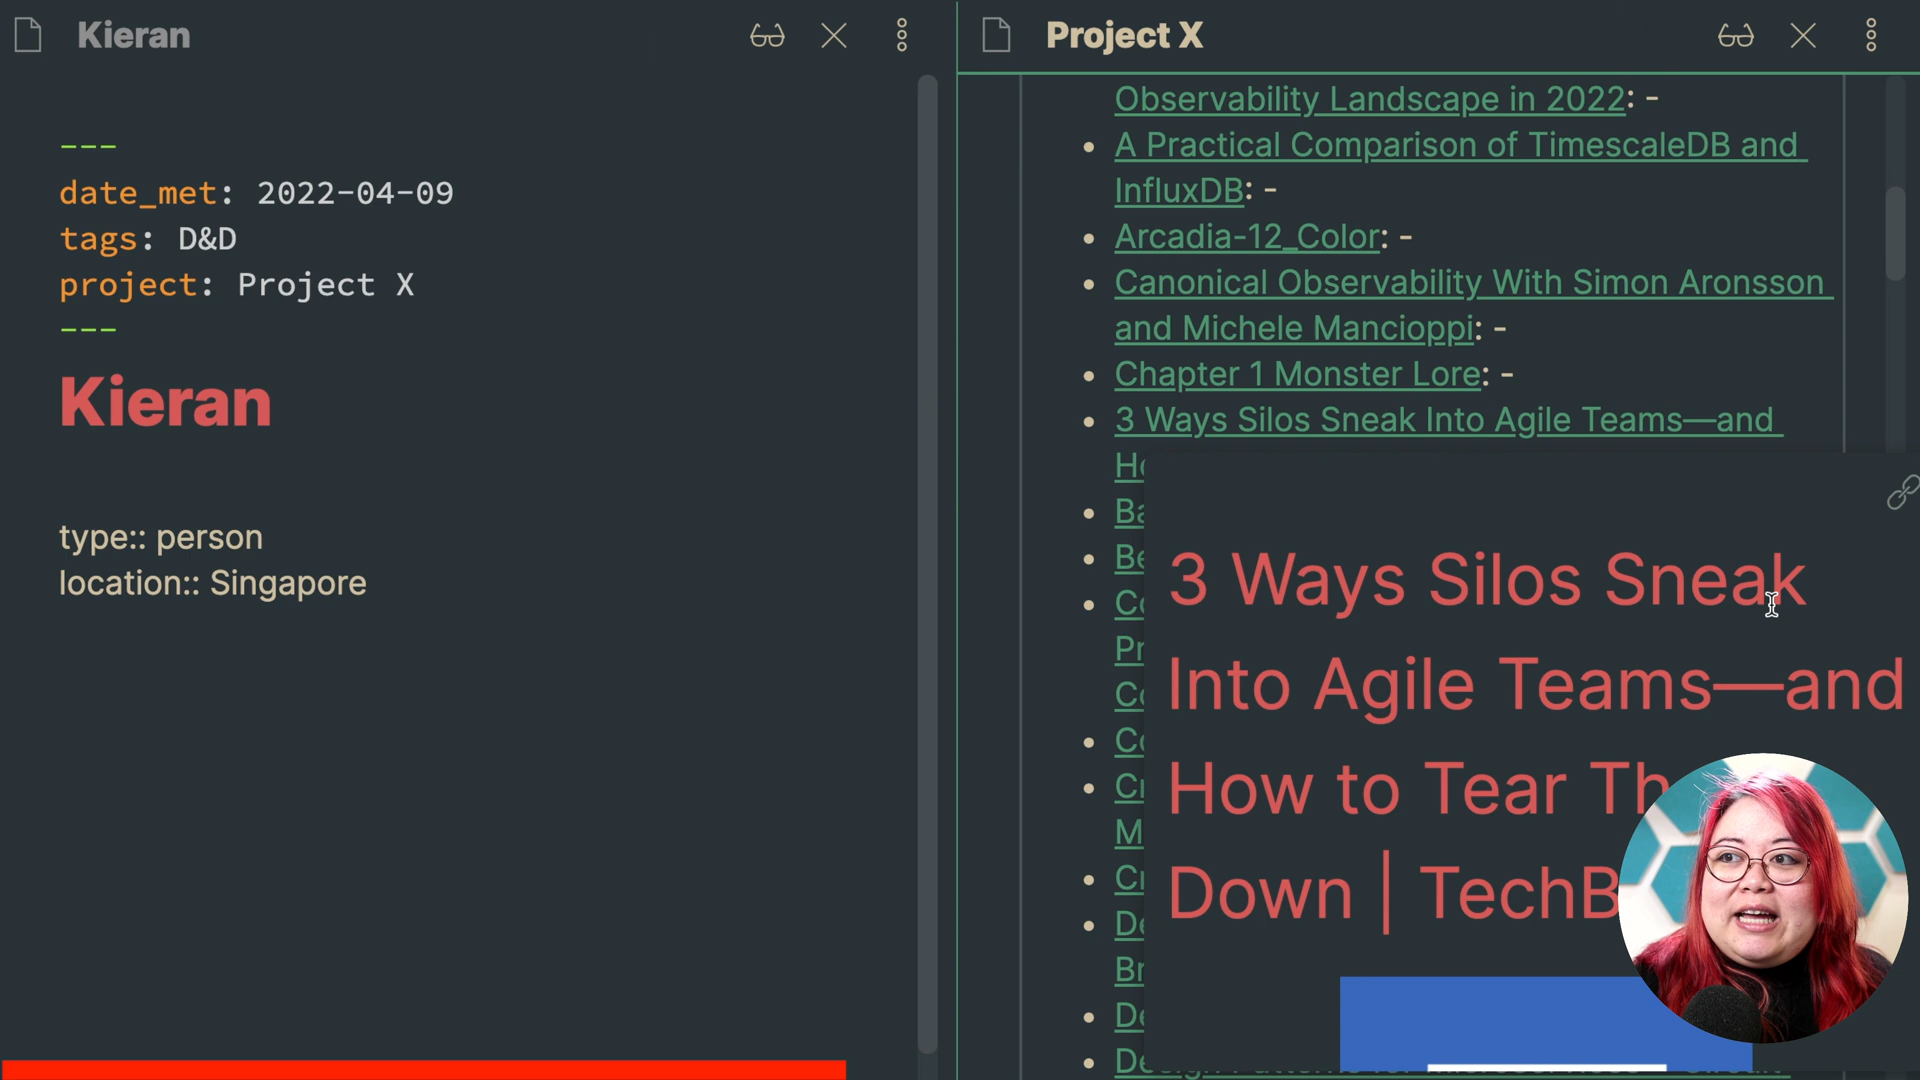 Kieran
---
date_met: 2022-04-09
tags: D&D
project: Project X
---
Kieran
type:: person
location:: Singapore
Project X
Observability Landscape in 2022: -
A Practical Comparison of TimescaleDB and
InfluxDB: -
Arcadia-12_Color: -
Canonical Observability With Simon Aronsson
and Michele Mancioppi: -
Chapter 1 Monster Lore: -
3 Ways Silos Sneak Into Agile Teams—and
3 Ways Silos Sneak
Into Agile Teams—and
How to Tear
Down |